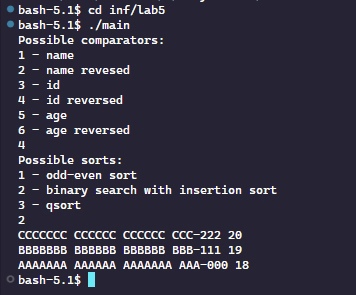 bash-5.1$ cd inf/lab5
bash-5.1$ ./main
Possible comparators:
1 - name
2 - name revesed
3 - id
4 - id reversed
5 - age
6 - age reversed
4
Possible sorts:
1 - odd-even sort
2 - binary search with insertion sort
3 - qsort
2
CCCCCCC CCCCCC CCCCCC CCC-222 20
BBBBBBB BBBBBB BBBBBB BBB-111 19
AAAAAAA AAAAAA AAAAAAA AAA-000 18
bash-5.1$